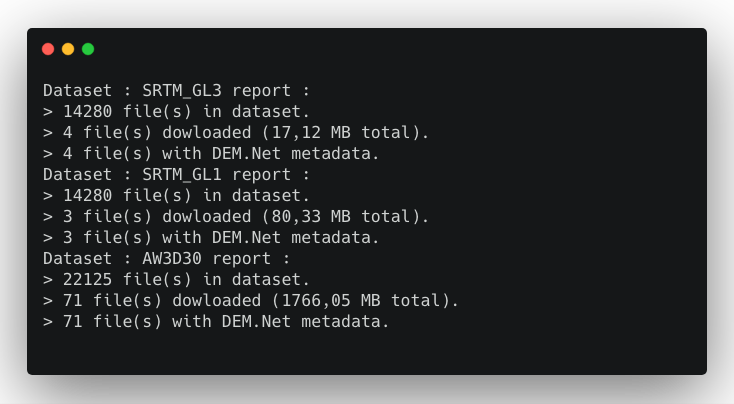 Dataset : SRTM_GL3 report :
> 14280 file(s) in dataset.
> 4 file(s) dowloaded (17,12 MB total).
> 4 file(s) with DEM.Net metadata.
Dataset : SRTM_GL1 report :
> 14280 file(s) in dataset.
> 3 file(s) dowloaded (80,33 MB total).
> 3 file(s) with DEM.Net metadata.
Dataset : AW3D30 report :
> 22125 file(s) in dataset.
> 71 file(s) dowloaded (1766,05 MB total).
> 71 file(s) with DEM.Net metadata.